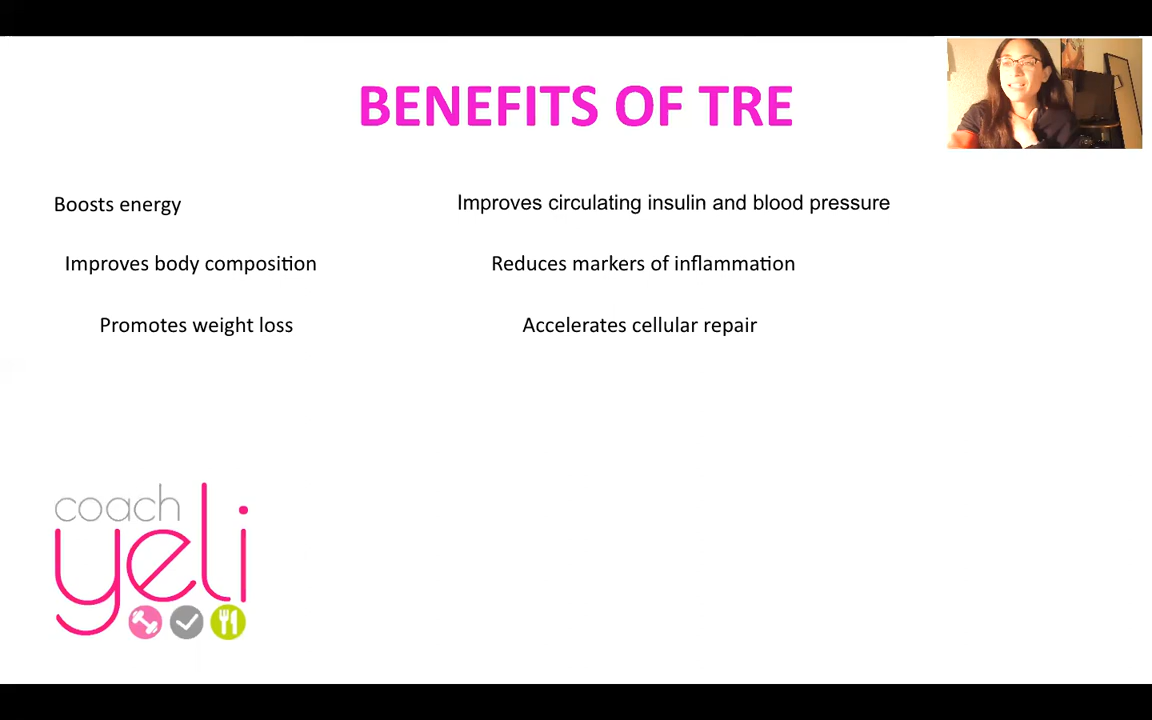 BENEFITS OF TRE
Boosts energy
Improves body composition
Promotes weight loss
Improves circulating insulin and blood pressure
Reduces markers of inflammation
Accelerates cellular repair
coach
yeli